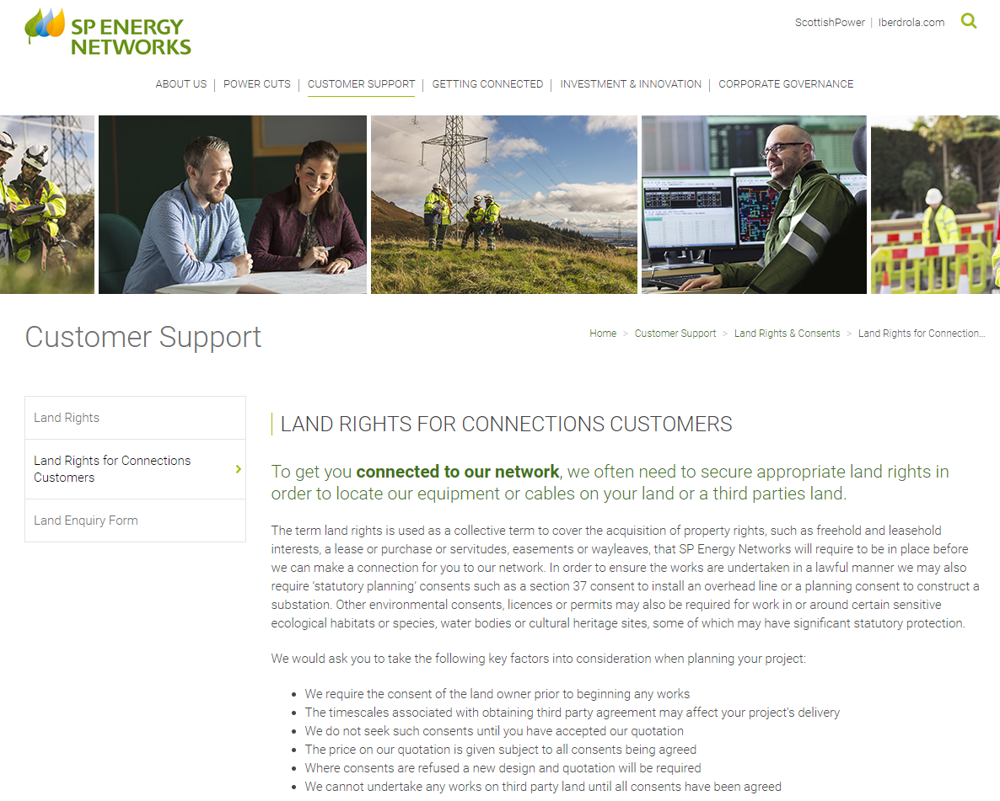 SP ENERGY
NETWORKS
ScottishPower | Iberdrola.com
ABOUT US | POWER CUTS | CUSTOMER SUPPORT | GETTING CONNECTED | INVESTMENT & INNOVATION | CORPORATE GOVERNANCE
Customer Support
Home > Customer Support > Land Rights & Consents > Land Rights for Connection...
Land Rights
Land Rights for Connections
Customers
Land Enquiry Form
LAND RIGHTS FOR CONNECTIONS CUSTOMERS
To get you connected to our network, we often need to secure appropriate land rights in
order to locate our equipment or cables on your land or a third parties land.
The term land rights is used as a collective term to cover the acquisition of property rights, such as freehold and leasehold
interests, a lease or purchase or servitudes, easements or wayleaves, that SP Energy Networks will require to be in place before
we can make a connection for you to our network. In order to ensure the works are undertaken in a lawful manner we may also
require ‘statutory planning’ consents such as a section 37 consent to install an overhead line or a planning consent to construct a
substation. Other environmental consents, licences or permits may also be required for work in or around certain sensitive
ecological habitats or species, water bodies or cultural heritage sites, some of which may have significant statutory protection.
We would ask you to take the following key factors into consideration when planning your project:
• We require the consent of the land owner prior to beginning any works
• The timescales associated with obtaining third party agreement may affect your project's delivery
• We do not seek such consents until you have accepted our quotation
• The price on our quotation is given subject to all consents being agreed
• Where consents are refused a new design and quotation will be required
• We cannot undertake any works on third party land until all consents have been agreed